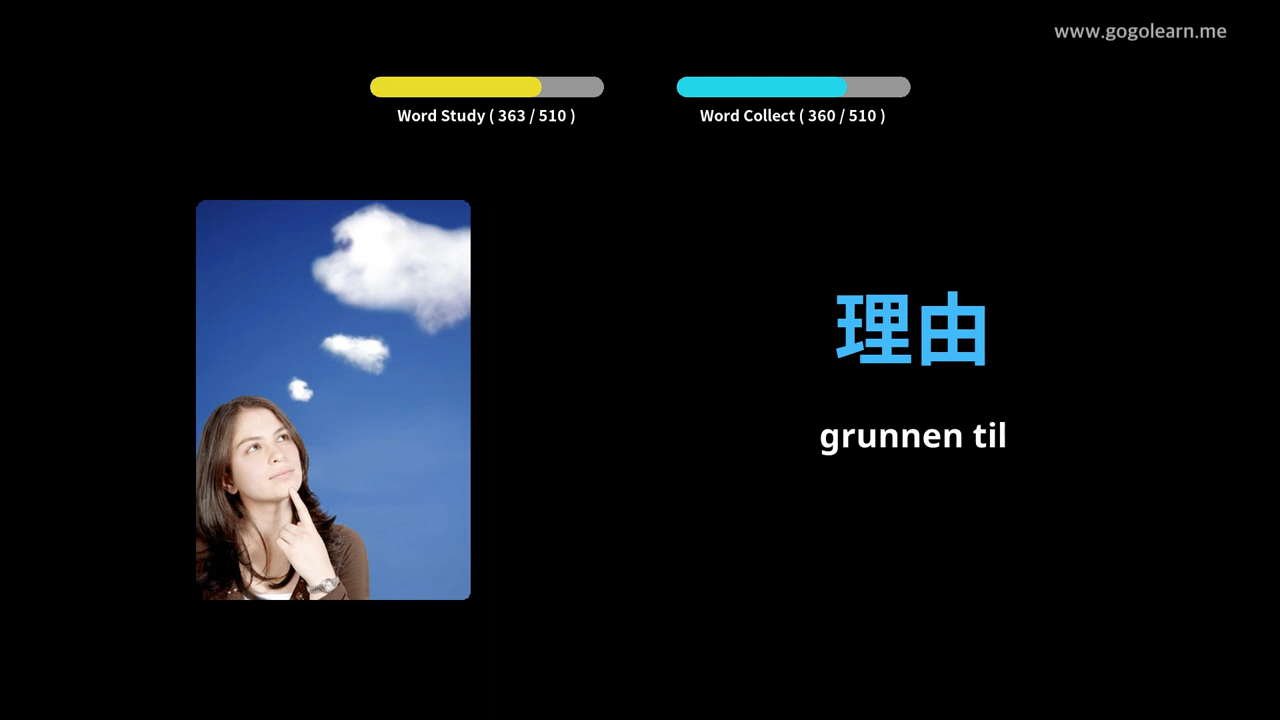 www.gogolearn.me
Word Study ( 363 / 510 )
Word Collect ( 360 / 510 )
理由
grunnen til